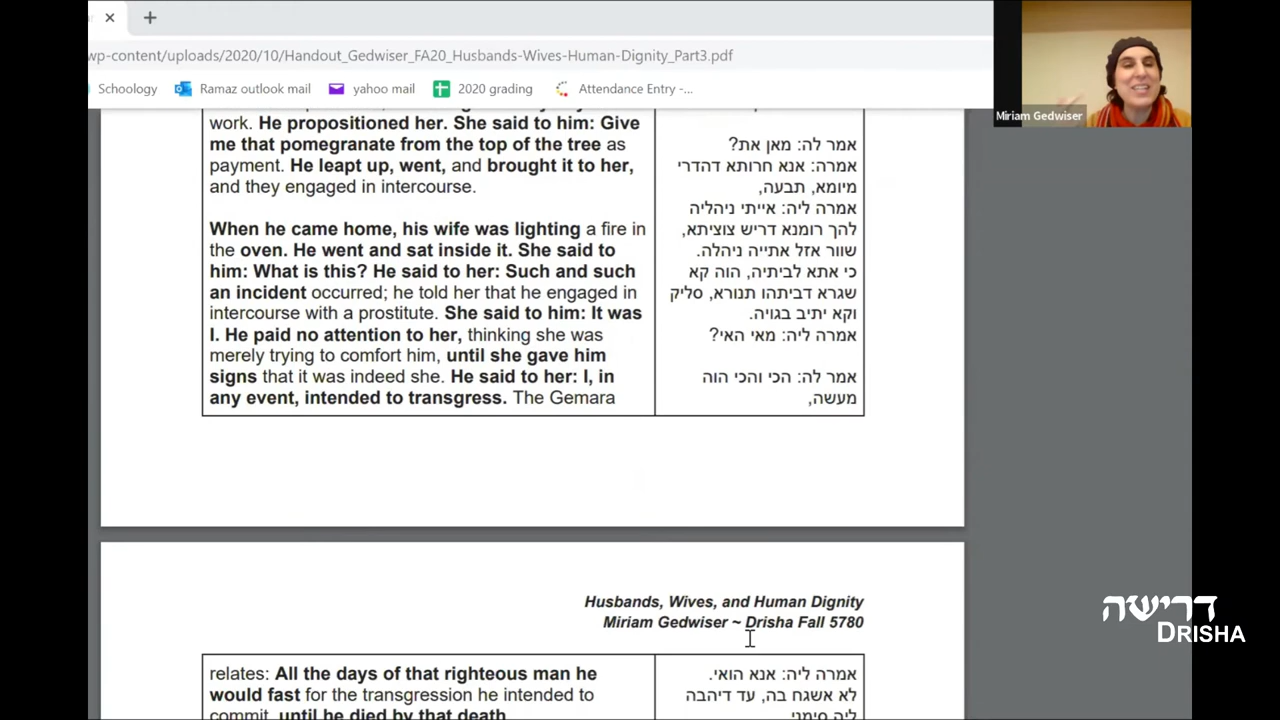 wp-content/uploads/2020/10/Handout_Gedwiser_FA20_Husbands-Wives-Human-Dignity_Part3.pdf
Schoology
Ramaz outlook mail
yahoo mail
2020 grading
Attendance Entry -...
Miriam Gedwiser
work. He propositioned her. She said to him: Give
me that pomegranate from the top of the tree as
payment. He leapt up, went, and brought it to her,
and they engaged in intercourse.
When he came home, his wife was lighting a fire in
the oven. He went and sat inside it. She said to
him: What is this? He said to her: Such and such
an incident occurred; he told her that he engaged in
intercourse with a prostitute. She said to him: It was
I. He paid no attention to her, thinking she was
merely trying to comfort him, until she gave him
signs that it was indeed she. He said to her: I, in
any event, intended to transgress. The Gemara
אמר לה: מאן את?
אמרה: אנא חרותא דהדרי
מיומא, תבעה,
אמרה ליה: אייתי ניהליה
להך רומנא דריש צוציתא,
שוור אזל אתייה ניהלה.
כי אתא לביתיה, הוה קא
שגרא דביתהו תנורא, סליק
וקא יתיב בגויה.
אמרה ליה: מאי האי?
אמר לה: הכי והכי הוה
מעשה,
Husbands, Wives, and Human Dignity
Miriam Gedwiser ~ Drisha Fall 5780
relates: All the days of that righteous man he
would fast for the transgression he intended to
commit, until he died by that death.
אמרה ליה: אנא הואי.
לא אשגח בה, עד דיהבה
ליה סימני
דרישה
DRISHA